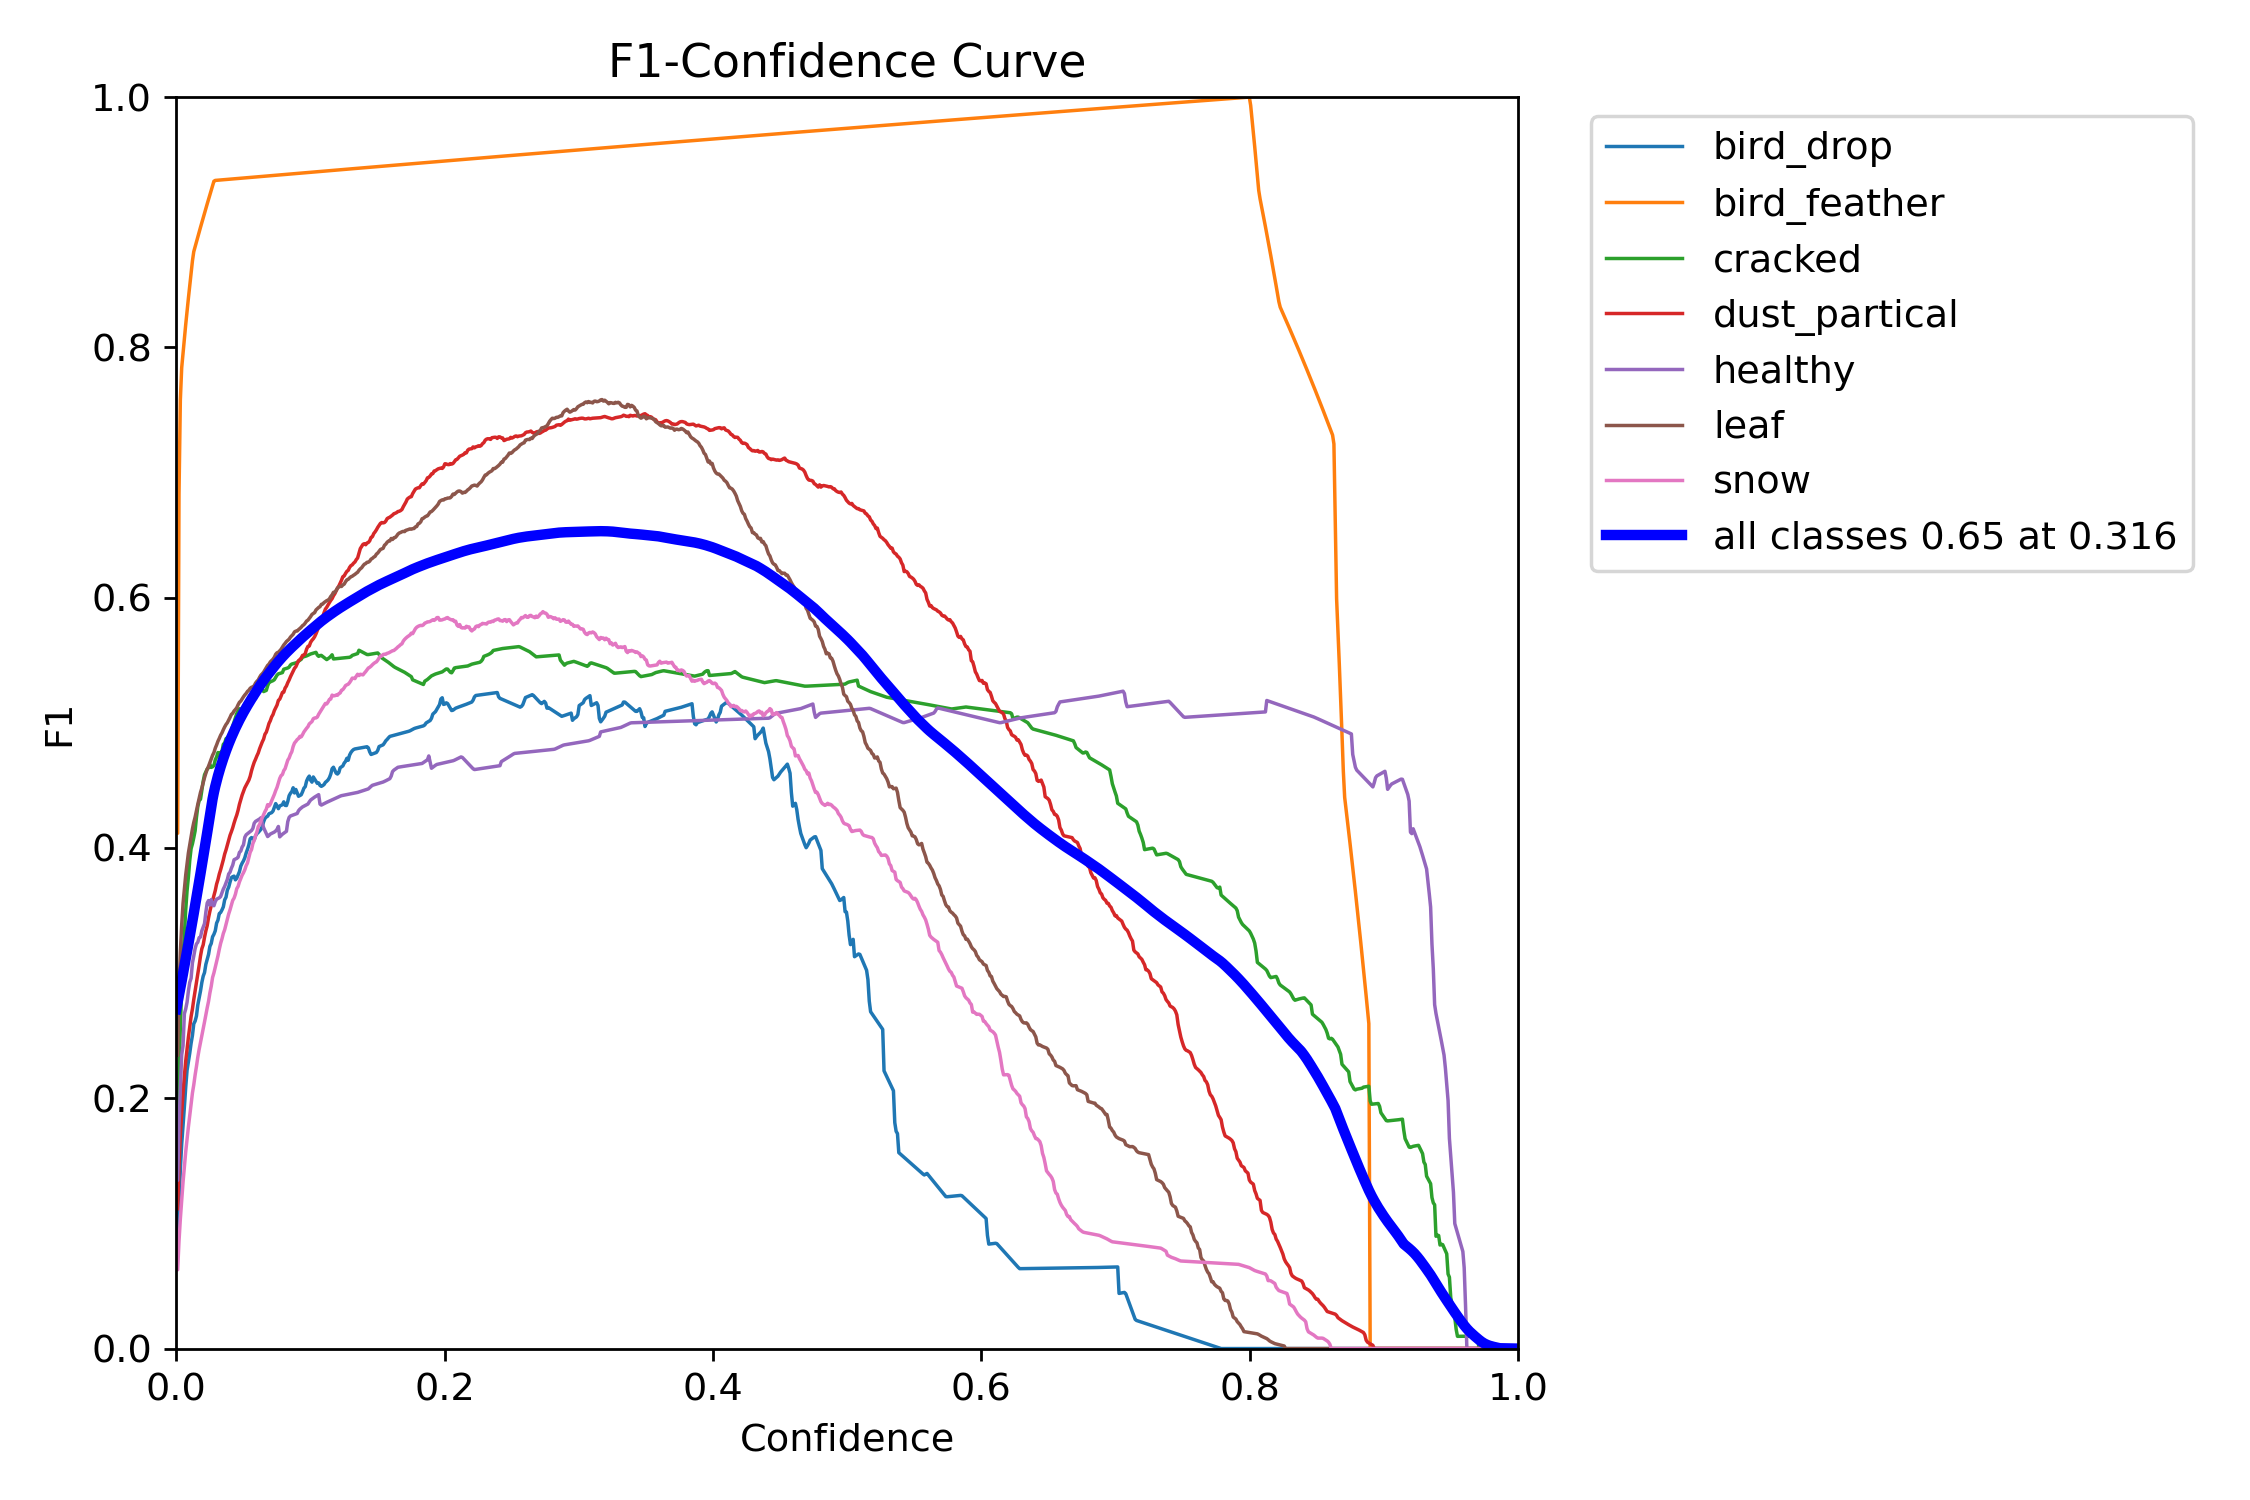 F1-Confidence Curve
1.0
0.8
0.6
0.4
0.2
0.0
F1
0.0 0.2 0.4 0.6 0.8 1.0
Confidence
bird_drop
bird_feather
cracked
dust_partical
healthy
leaf
snow
all classes 0.65 at 0.316